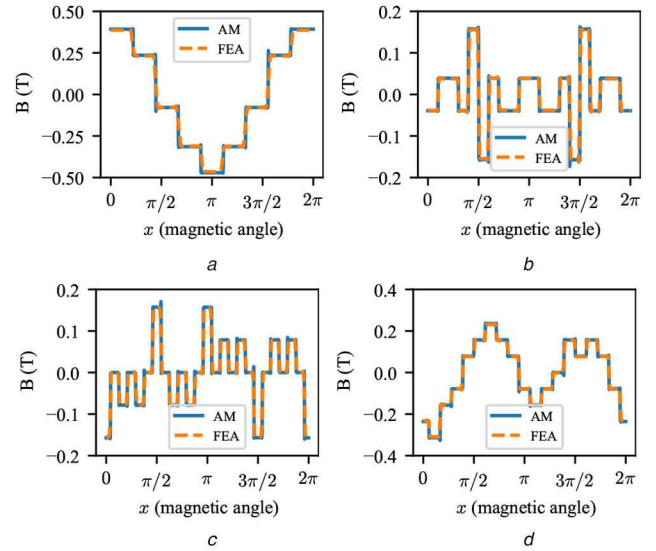 0.50
0.25
0.00
−0.25
−0.50
B (T)
AM
FEA
0
π/2
π
3π/2
2π
x (magnetic angle)
a
0.2
0.1
0.0
−0.1
−0.2
B (T)
AM
FEA
0
π/2
π
3π/2
2π
x (magnetic angle)
b
0.2
0.1
0.0
−0.1
−0.2
B (T)
AM
FEA
0
π/2
π
3π/2
2π
x (magnetic angle)
c
0.4
0.2
0.0
−0.2
−0.4
B (T)
AM
FEA
0
π/2
π
3π/2
2π
x (magnetic angle)
d